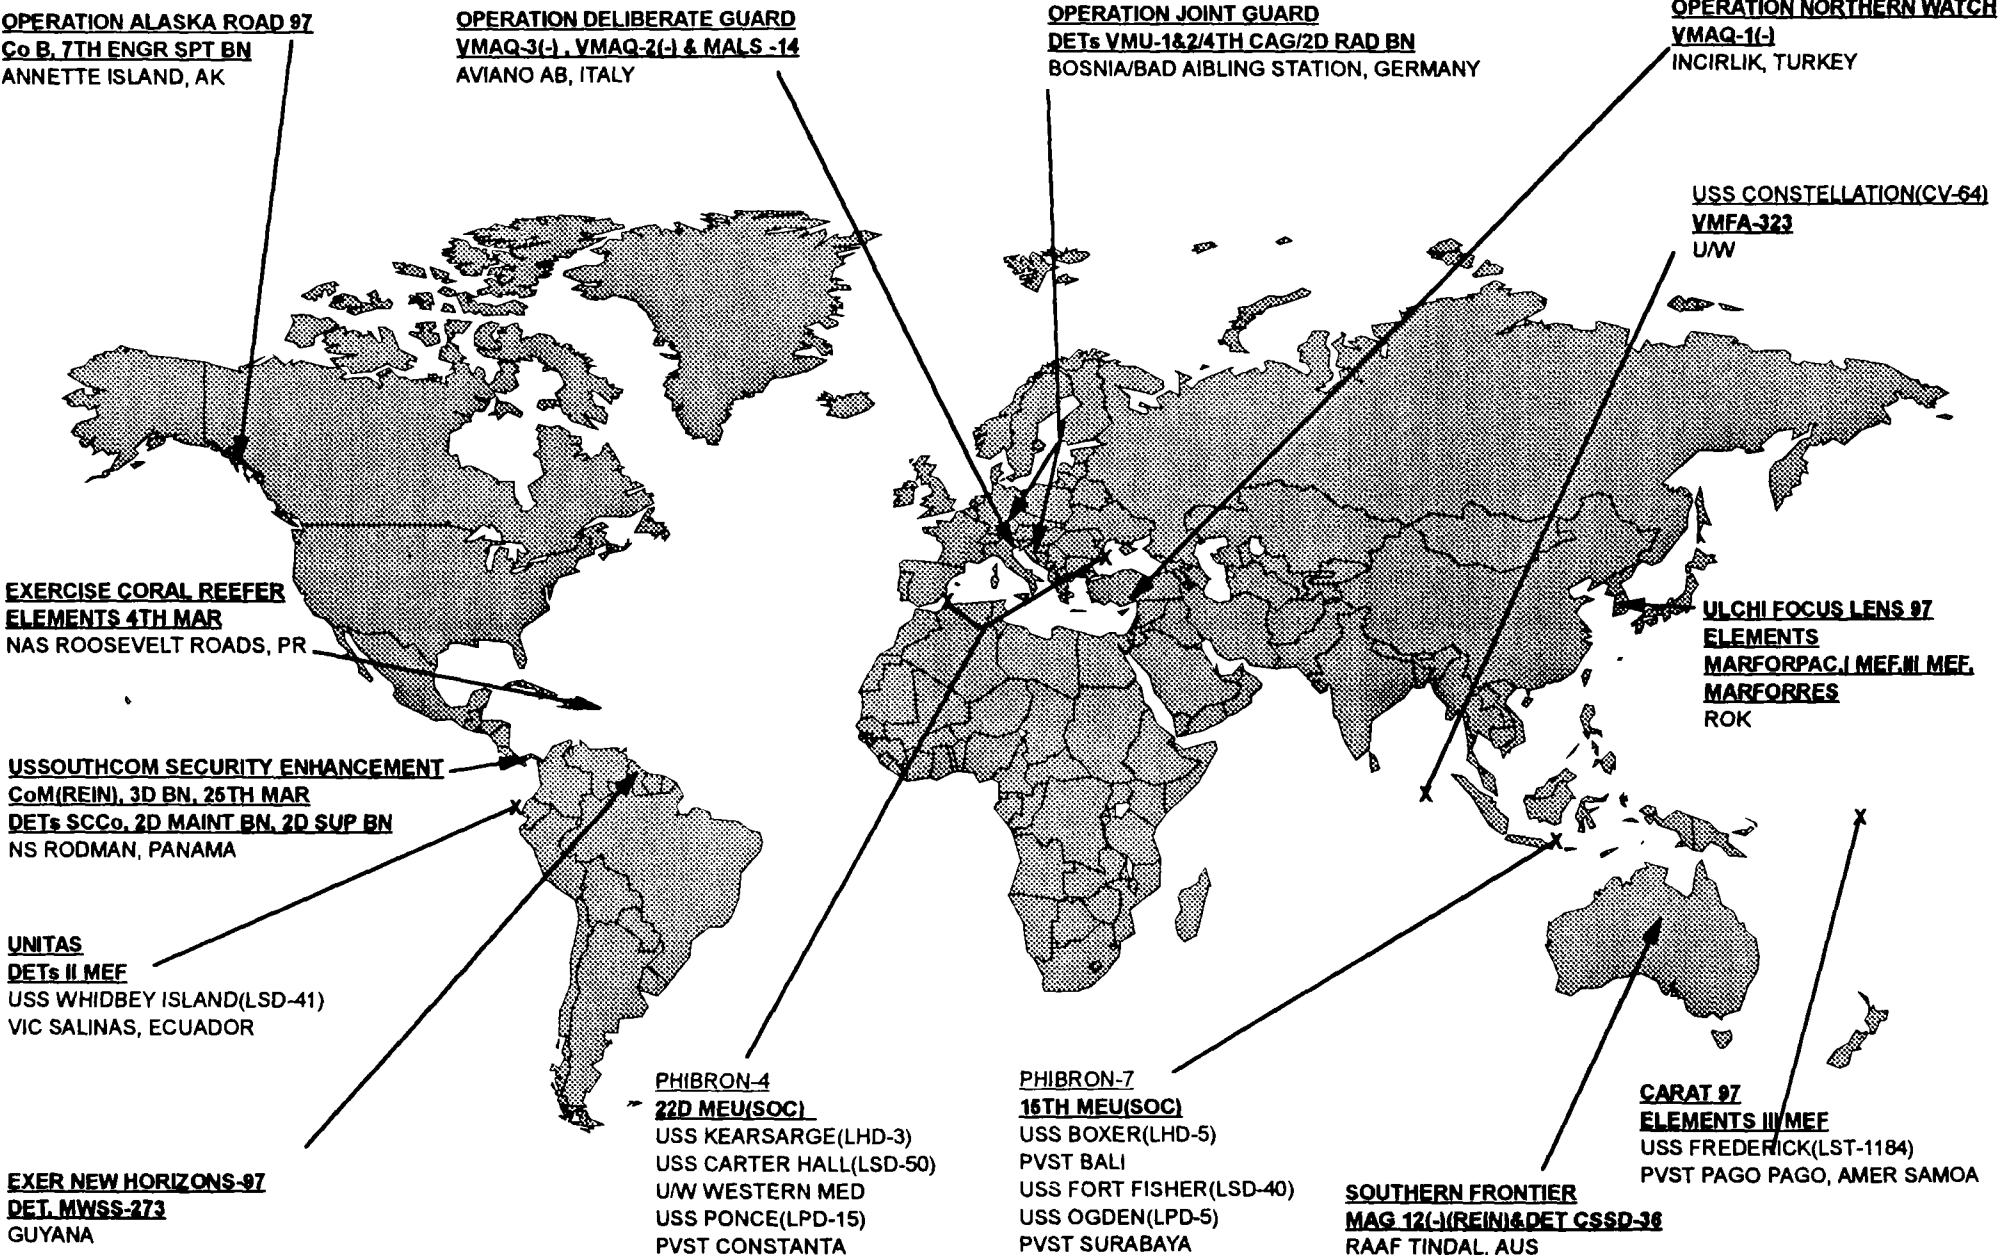 OPERATION ALASKA ROAD 97
Co B, 7TH ENGR SPT BN
ANNETTE ISLAND, AK
OPERATION DELIBERATE GUARD
VMAQ-3(-) , VMAQ-2(-) & MALS -14
AVIANO AB, ITALY
OPERATION JOINT GUARD
DETs VMU-1&2/4TH CAG/2D RAD BN
BOSNIA/BAD AIBLING STATION, GERMANY
OPERATION NORTHERN WATCH
VMAQ-1(-)
INCIRLIK, TURKEY
USS CONSTELLATION(CV-64)
VMFA-323
U/W
EXERCISE CORAL REEFER
ELEMENTS 4TH MAR
NAS ROOSEVELT ROADS, PR
ULCHI FOCUS LENS 97
ELEMENTS
MARFORPAC,I MEF,III MEF,
MARFORRES
ROK
USSOUTHCOM SECURITY ENHANCEMENT
CoM(REIN), 3D BN, 25TH MAR
DETs SCCo, 2D MAINT BN, 2D SUP BN
NS RODMAN, PANAMA
UNITAS
DETs II MEF
USS WHIDBEY ISLAND(LSD-41)
VIC SALINAS, ECUADOR
EXER NEW HORIZONS-97
DET, MWSS-273
GUYANA
PHIBRON-4
22D MEU(SOC)
USS KEARSARGE(LHD-3)
USS CARTER HALL(LSD-50)
U/W WESTERN MED
USS PONCE(LPD-15)
PVST CONSTANTA
PHIBRON-7
15TH MEU(SOC)
USS BOXER(LHD-5)
PVST BALI
USS FORT FISHER(LSD-40)
USS OGDEN(LPD-5)
PVST SURABAYA
SOUTHERN FRONTIER
MAG 12(-)(REIN)&DET CSSD-36
RAAF TINDAL, AUS
CARAT 97
ELEMENTS III MEF
USS FREDERICK(LST-1184)
PVST PAGO PAGO, AMER SAMOA